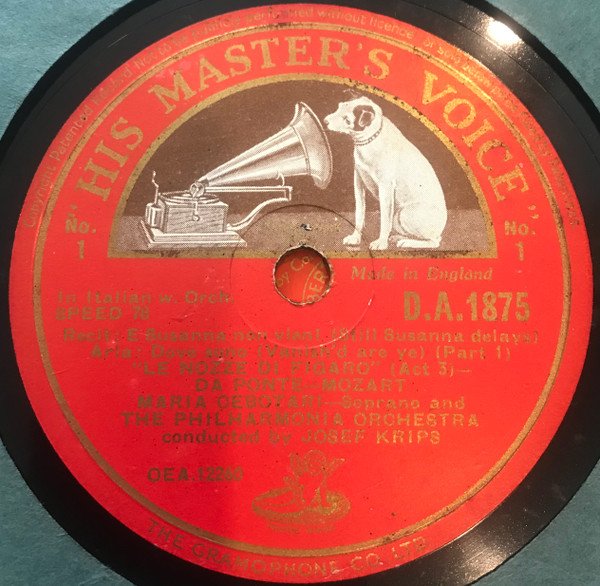 "HIS MASTER'S VOICE"
No. 1
No. 1
Made in England
In Italian w. Orch.
SPEED 78
D.A.1875
Recit: E Susanna non vien! (Still Susanna delays)
Aria: Dove sono (Vanish'd are ye) (Part 1)
"LE NOZZE DI FIGARO" (Act 3)—
DA PONTE—MOZART
MARIA CEBOTARI—Soprano and
THE PHILHARMONIA ORCHESTRA
conducted by JOSEF KRIPS
THE GRAMOPHONE CO. LTD.